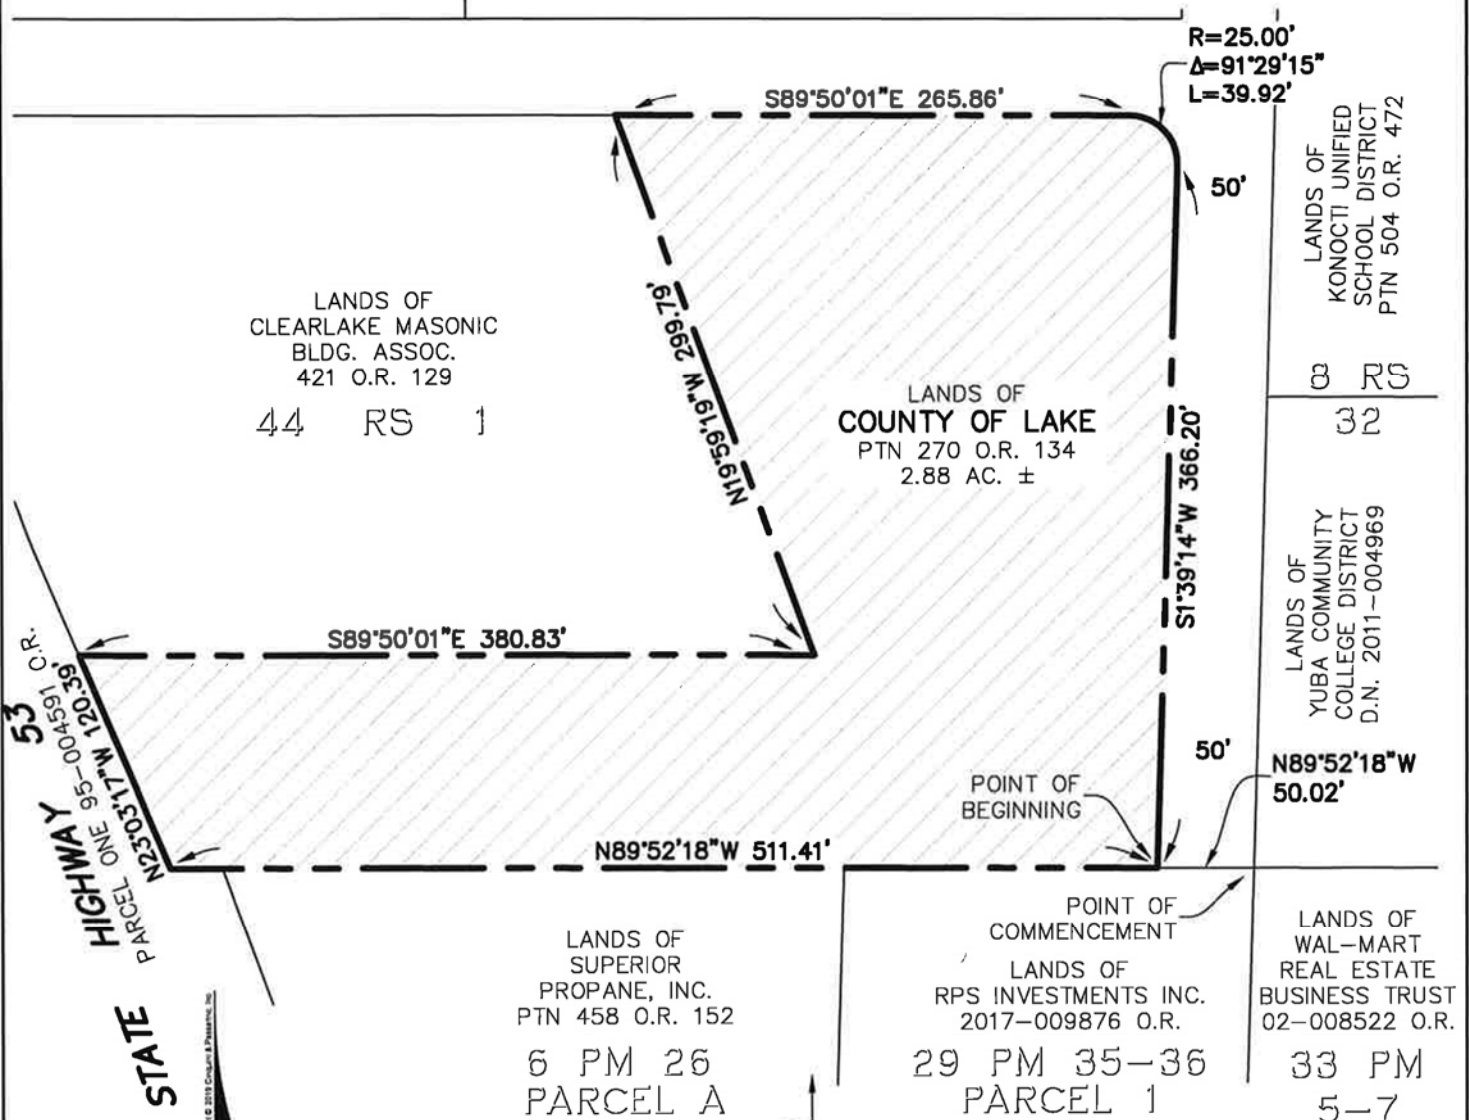 R=25.00'
Δ=91°29'15"
L=39.92'
S89°50'01"E 265.86'
50'
LANDS OF
KONOCTI UNIFIED
SCHOOL DISTRICT
PTN 504 O.R. 472
8 RS
32
LANDS OF
CLEARLAKE MASONIC
BLDG. ASSOC.
421 O.R. 129
44 RS 1
N19°59'19"W 299.79'
LANDS OF
COUNTY OF LAKE
PTN 270 O.R. 134
2.88 AC. ±
S1°39'14"W 366.20'
LANDS OF
YUBA COMMUNITY
COLLEGE DISTRICT
D.N. 2011-004969
S89°50'01"E 380.83'
STATE HIGHWAY 53
PARCEL ONE 95-004591 O.R.
N23°03'17"W 120.39'
50'
N89°52'18"W
50.02'
POINT OF
BEGINNING
N89°52'18"W 511.41'
POINT OF
COMMENCEMENT
LANDS OF
SUPERIOR
PROPANE, INC.
PTN 458 O.R. 152
6 PM 26
PARCEL A
LANDS OF
RPS INVESTMENTS INC.
2017-009876 O.R.
29 PM 35-36
PARCEL 1
LANDS OF
WAL-MART
REAL ESTATE
BUSINESS TRUST
02-008522 O.R.
33 PM
5-7